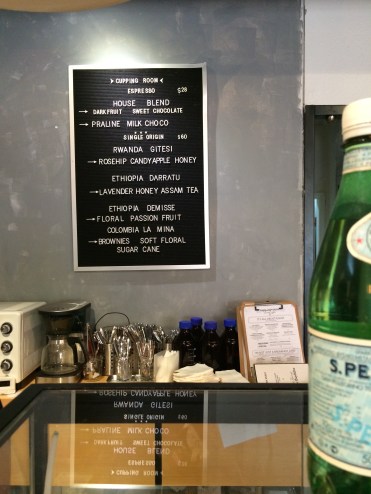 CUPPING ROOM
ESPRESSO $28
HOUSE BLEND
DARKFRUIT SWEET CHOCOLATE
PRALINE MILK CHOCO
SINGLE ORIGIN $60
RWANDA GITESI
ROSEHIP CANDYAPPLE HONEY
ETHIOPIA DARRATU
LAVENDER HONEY ASSAM TEA
ETHIOPIA DEMISSE
FLORAL PASSION FRUIT
COLOMBIA LA MINA
BROWNIES SOFT FLORAL
SUGAR CANE
S.PE